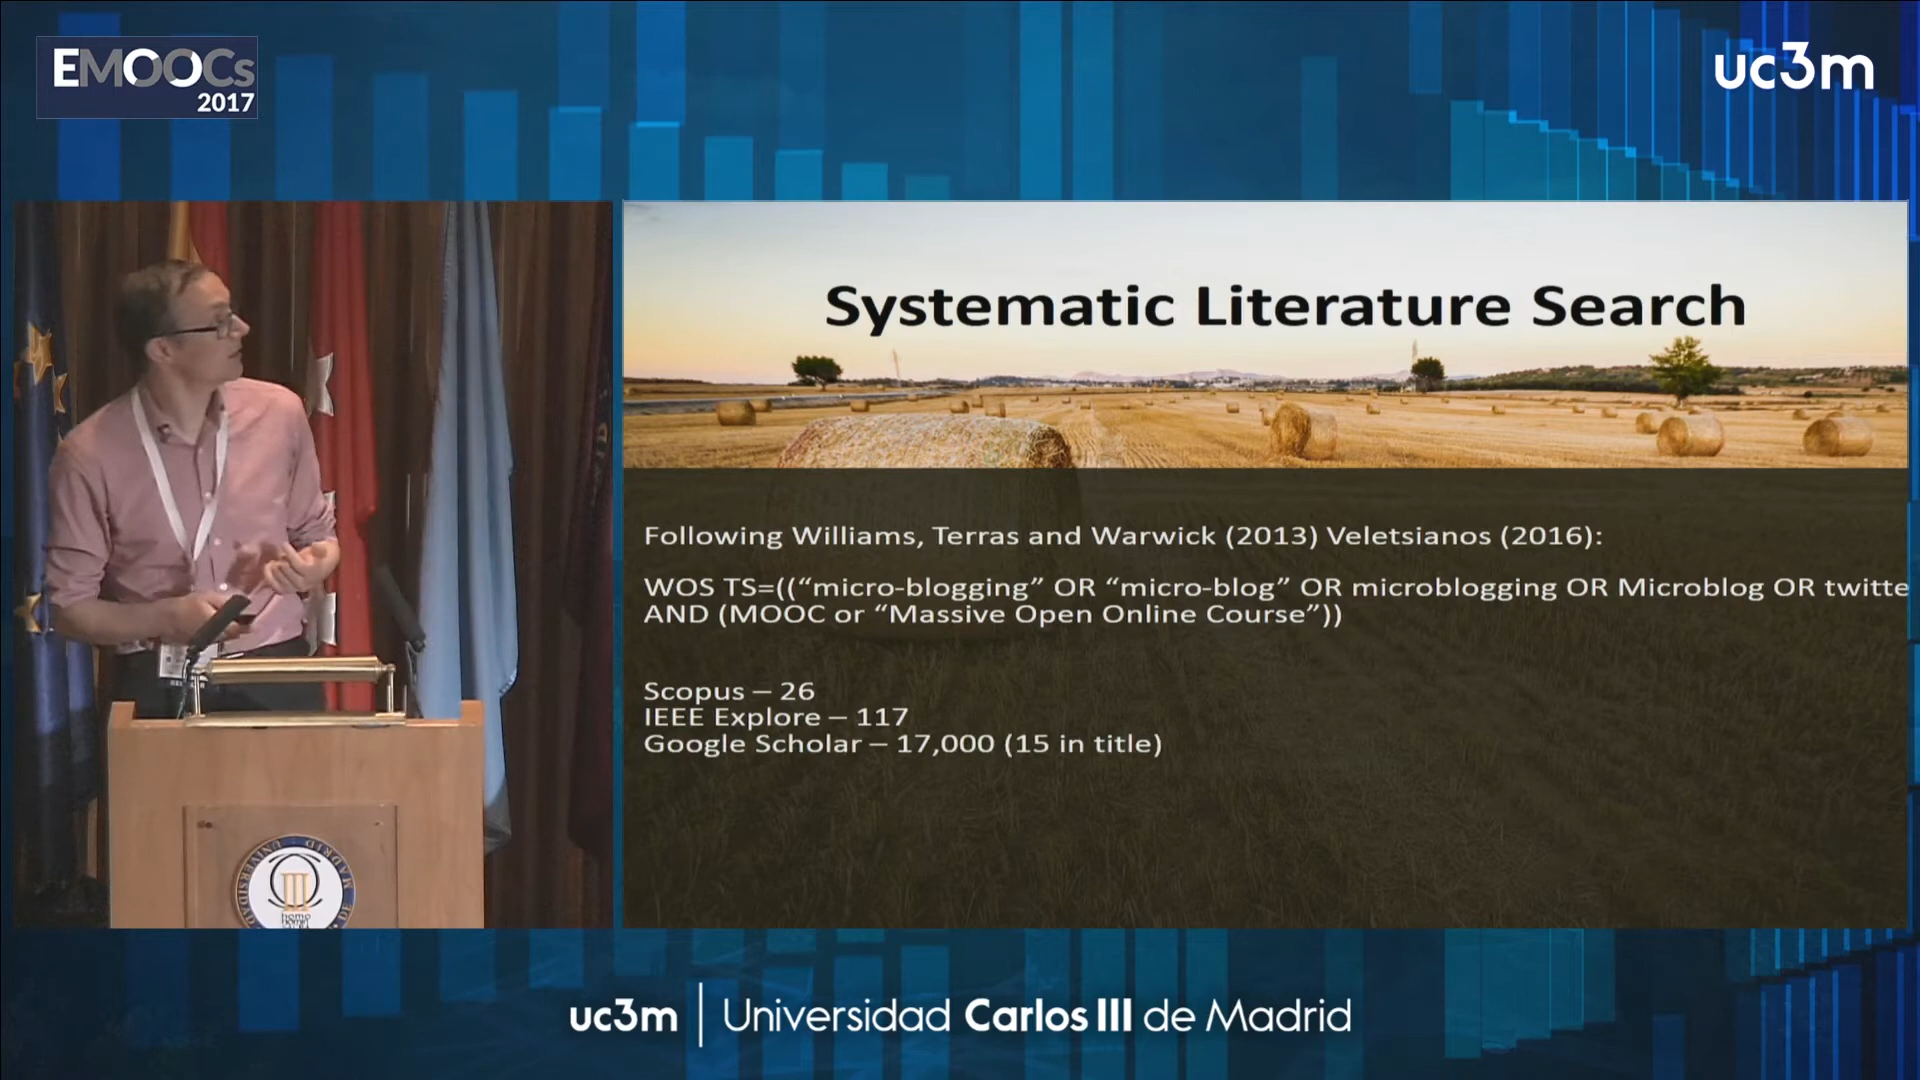 EMOOCs
2017
uc3m
Systematic Literature Search
Following Williams, Terras and Warwick (2013) Veletsianos (2016):
WOS TS=((“micro-blogging” OR “micro-blog” OR microblogging OR Microblog OR twitte
AND (MOOC or “Massive Open Online Course”))
Scopus – 26
IEEE Explore – 117
Google Scholar – 17,000 (15 in title)
uc3m | Universidad Carlos III de Madrid